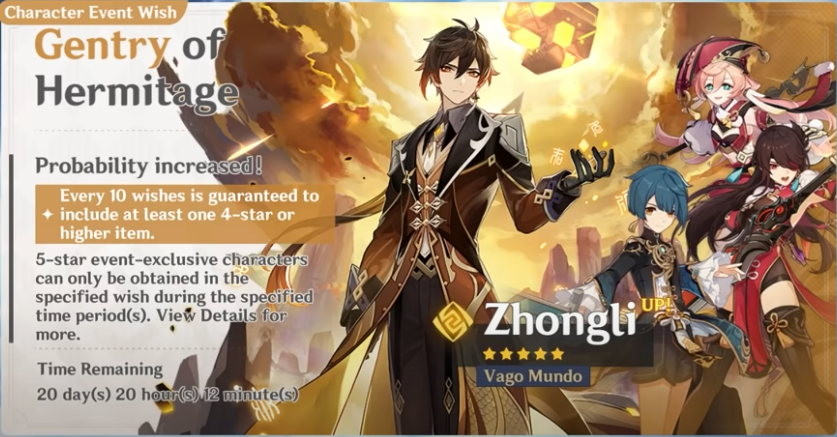 Character Event Wish
Gentry of
Hermitage
Probability increased!
Every 10 wishes is guaranteed to
include at least one 4-star or
higher item.
5-star event-exclusive characters
can only be obtained in the
specified wish during the specified
time period(s). View Details for
more.
Time Remaining
20 day(s) 20 hour(s) 12 minute(s)
Zhongli UP!
Vago Mundo